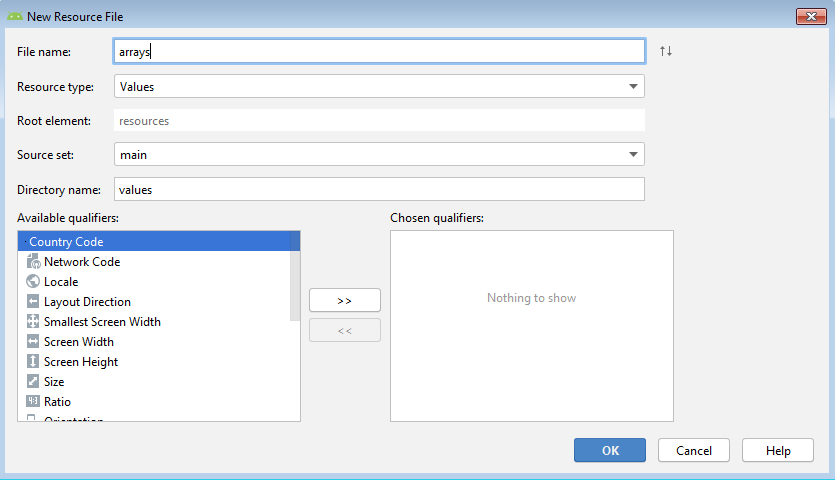 New Resource File
File name: arrays
Resource type: Values
Root element: resources
Source set: main
Directory name: values
Available qualifiers: Chosen qualifiers:
Country Code
Network Code
Locale
Layout Direction
Smallest Screen Width
Screen Width
Screen Height
Size
Ratio
Orientation
>>
<<
Nothing to show
OK Cancel Help